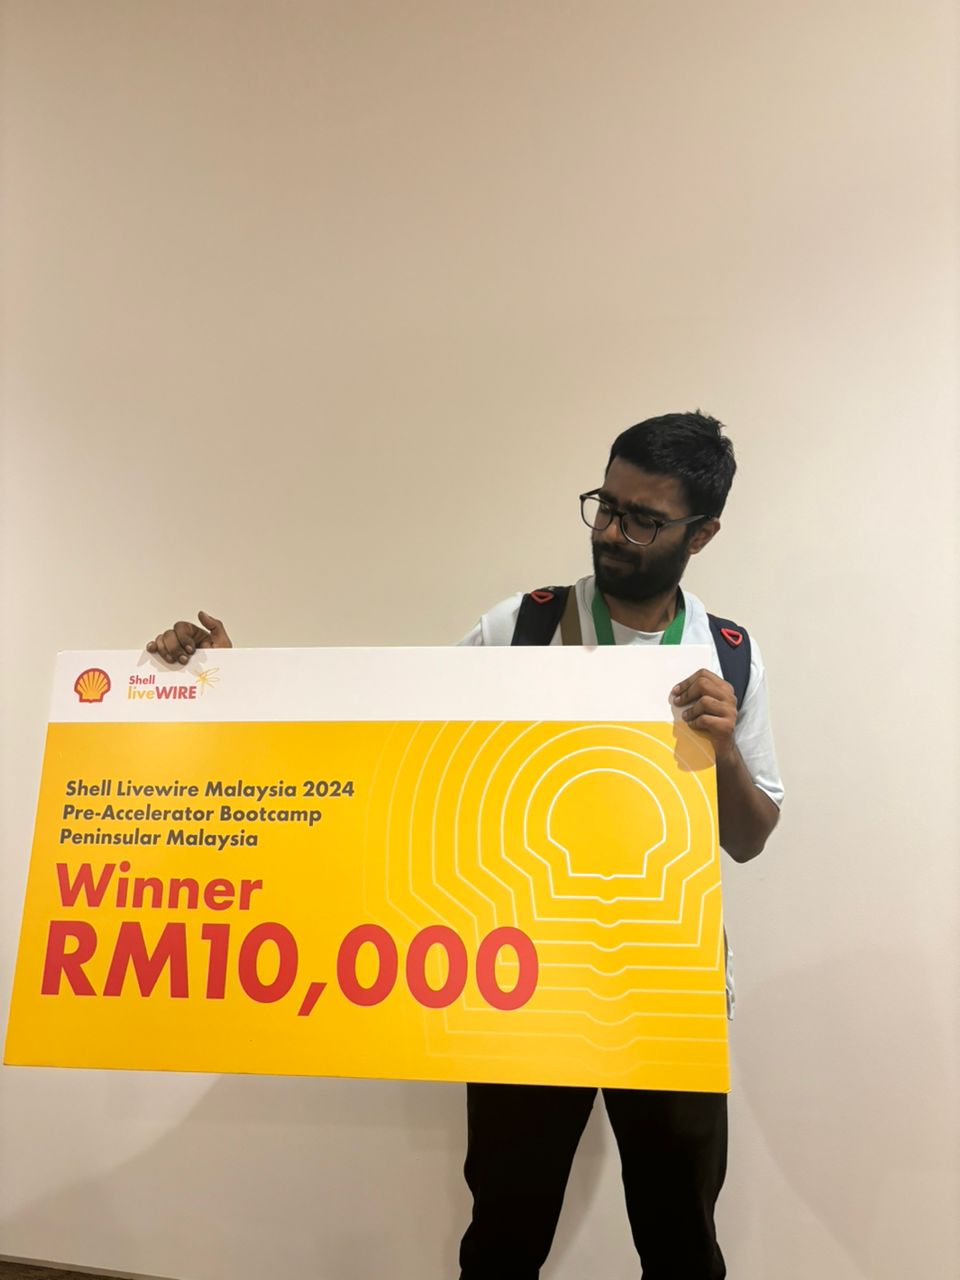 Shell
liveWIRE
Shell Livewire Malaysia 2024
Pre-Accelerator Bootcamp
Peninsular Malaysia
Winner
RM10,000